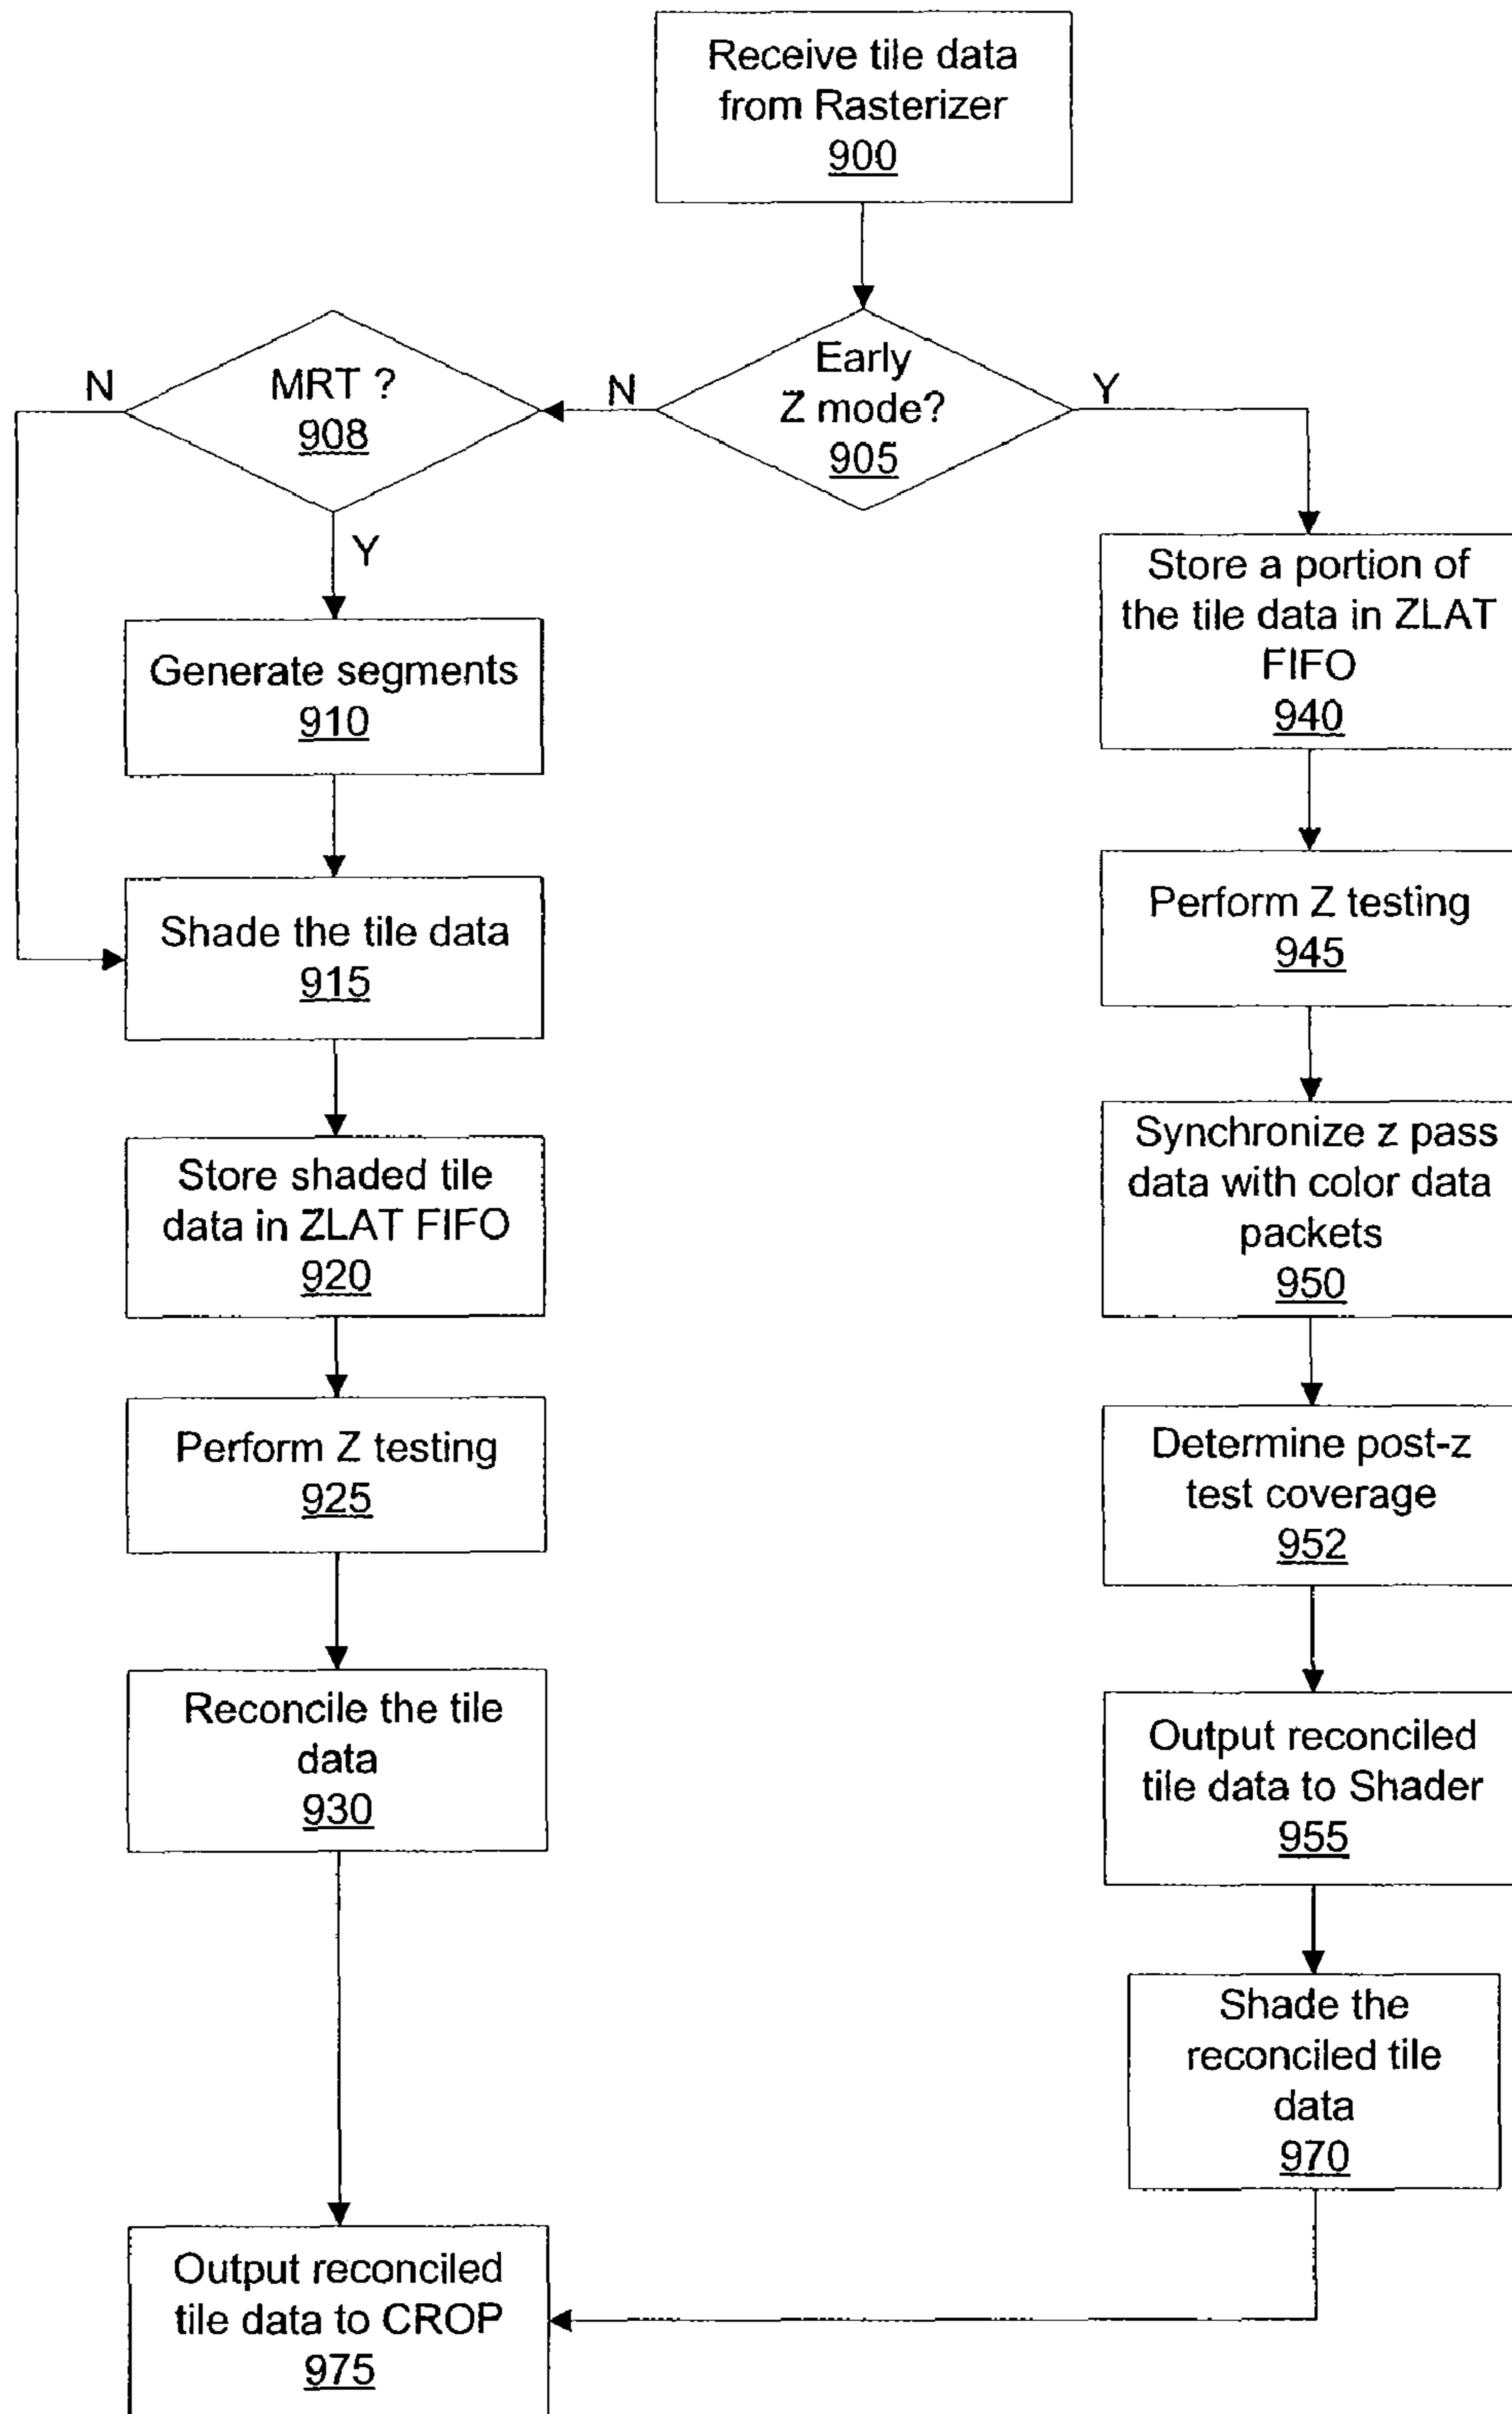 Receive tile data
from Rasterizer
900
Early
Z mode?
905
N
Y
MRT ?
908
N
Y
Generate segments
910
Shade the tile data
915
Store shaded tile
data in ZLAT FIFO
920
Perform Z testing
925
Reconcile the tile
data
930
Store a portion of
the tile data in ZLAT
FIFO
940
Perform Z testing
945
Synchronize z pass
data with color data
packets
950
Determine post-z
test coverage
952
Output reconciled
tile data to Shader
955
Shade the
reconciled tile
data
970
Output reconciled
tile data to CROP
975